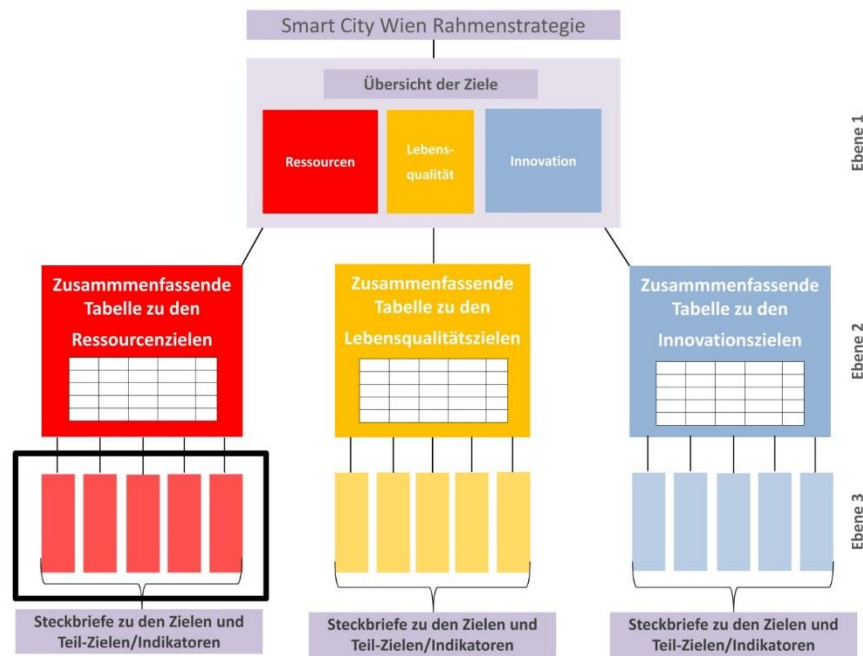 Smart City Wien Rahmenstrategie
Übersicht der Ziele
Ressourcen
Lebens-
qualität
Innovation
Ebene 1
Zusammmenfassende
Tabelle zu den
Ressourcenzielen
Zusammmenfassende
Tabelle zu den
Lebensqualitätszielen
Zusammmenfassende
Tabelle zu den
Innovationszielen
Ebene 2
Ebene 3
Steckbriefe zu den Zielen und
Teil-Zielen/Indikatoren
Steckbriefe zu den Zielen und
Teil-Zielen/Indikatoren
Steckbriefe zu den Zielen und
Teil-Zielen/Indikatoren